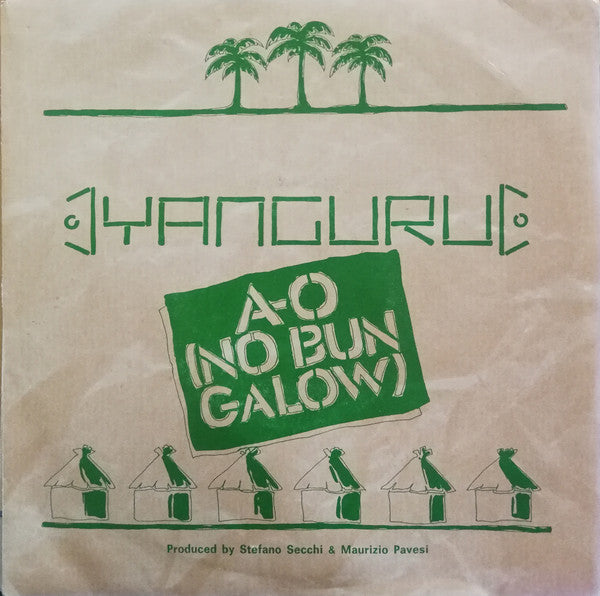 YANGURU
A-O
(NO BUN
GALOW)
Produced by Stefano Secchi & Maurizio Pavesi